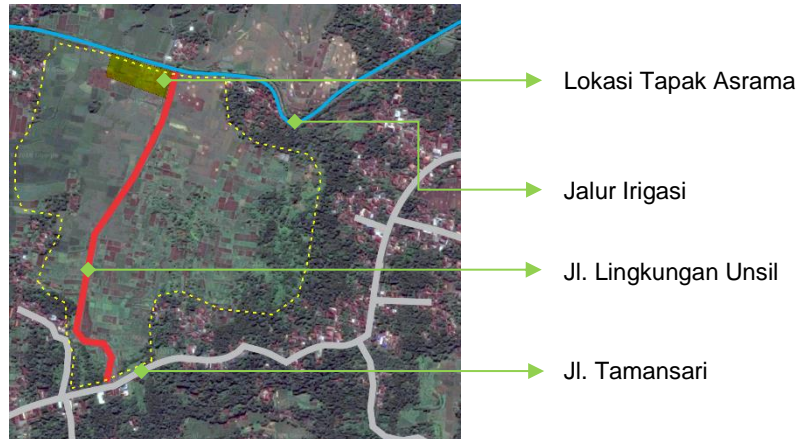 Lokasi Tapak Asrama
Jalur Irigasi
Jl. Lingkungan Unsil
Jl. Tamansari